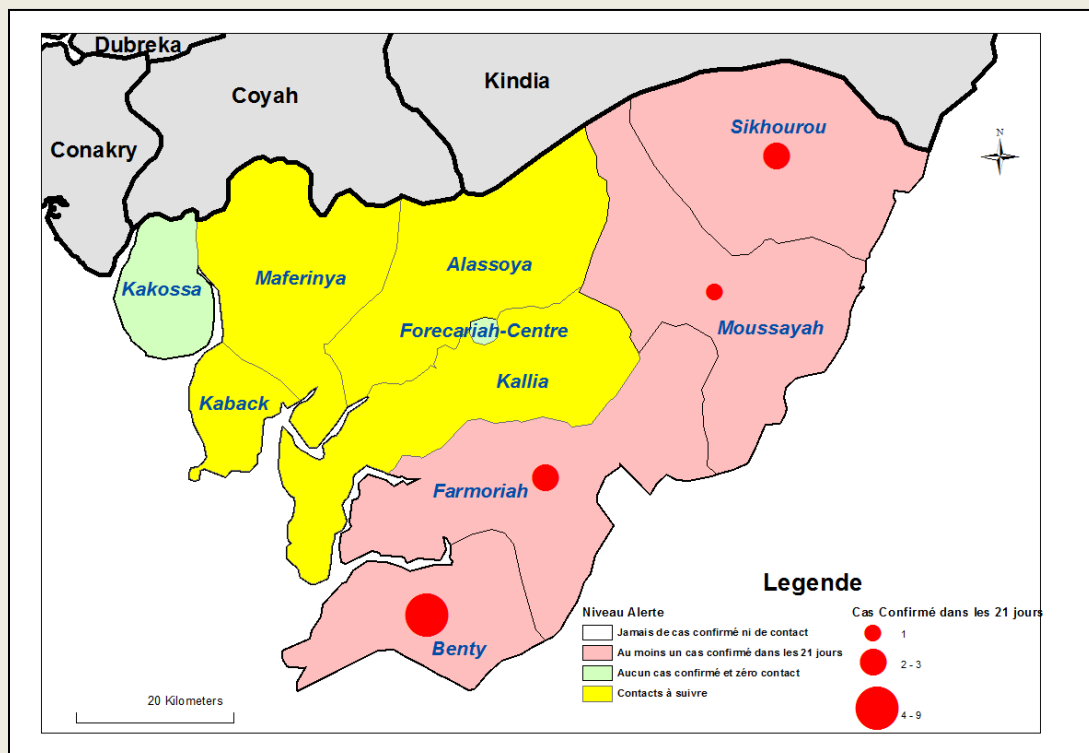 Dubreka
Coyah
Kindia
Conakry
Sikhourou
N
Kakossa
Maferinya
Alassoya
Forecariah-Centre
Moussayah
Kaback
Kallia
Farmoriah
Benty
Legende
Niveau Alerte
Jamais de cas confirmé ni de contact
Au moins un cas confirmé dans les 21 jours
Aucun cas confirmé et zéro contact
Contacts à suivre
Cas Confirmé dans les 21 jours
1
2 - 3
4 - 9
20 Kilometers